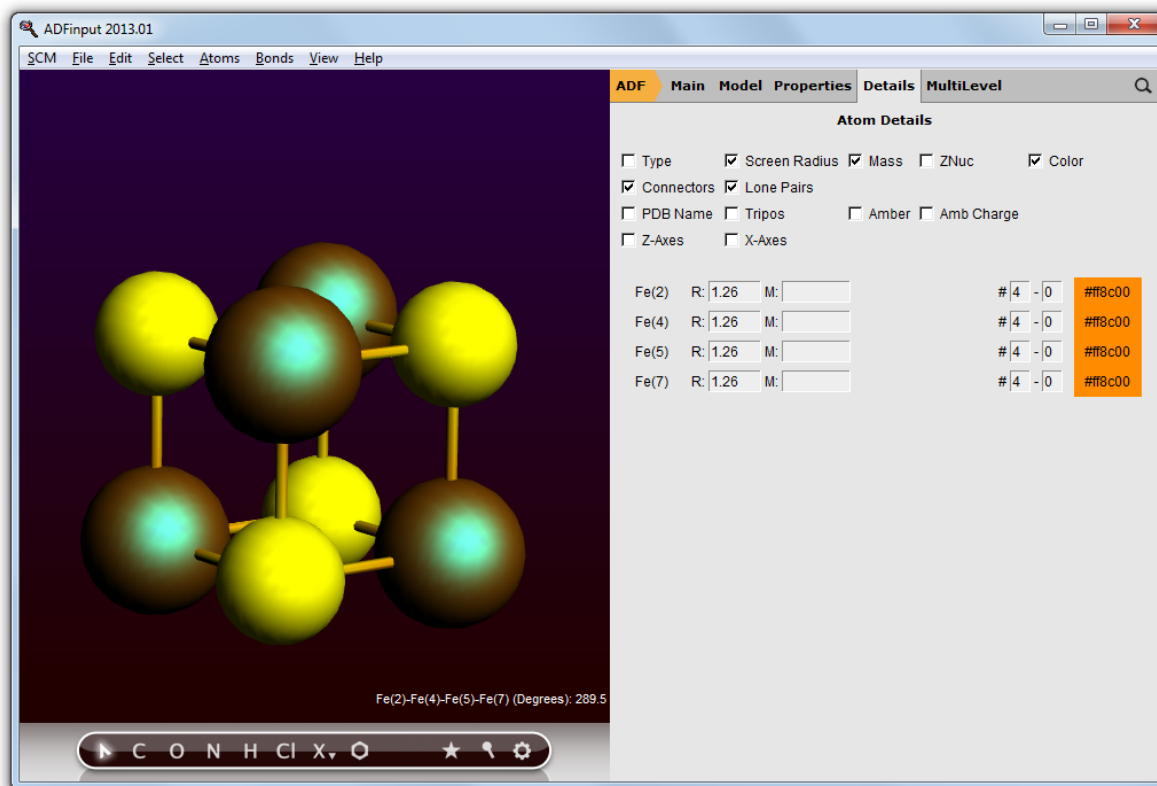 ADFinput 2013.01
SCM File Edit Select Atoms Bonds View Help
ADF Main Model Properties Details MultiLevel
Atom Details
Type Screen Radius Mass ZNuc Color
Connectors Lone Pairs
PDB Name Tripos Amber Amb Charge
Z-Axes X-Axes
Fe(2) R: 1.26 M: # 4 - 0 #ff8c00
Fe(4) R: 1.26 M: # 4 - 0 #ff8c00
Fe(5) R: 1.26 M: # 4 - 0 #ff8c00
Fe(7) R: 1.26 M: # 4 - 0 #ff8c00
Fe(2)-Fe(4)-Fe(5)-Fe(7) (Degrees): 289.5
C O N H Cl X